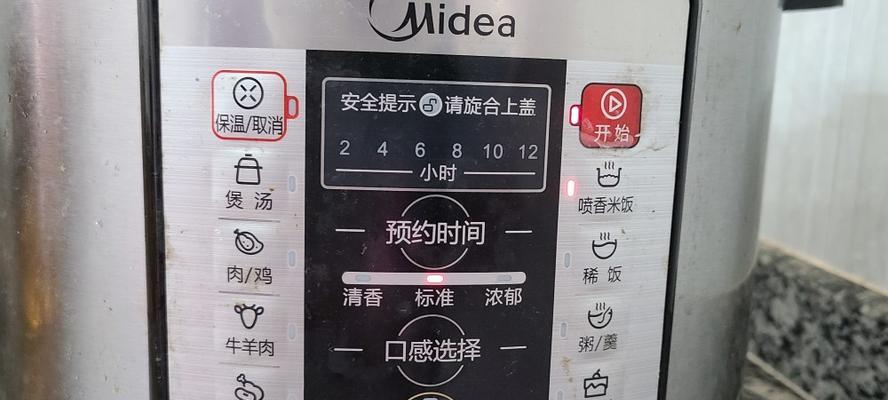 Midea
保温/取消
煲汤
肉/鸡
牛羊肉
安全提示 请旋合上盖
2 4 6 8 10 12
小时
预约时间
清香 标准 浓郁
口感选择
开始
喷香米饭
稀饭
粥/羹